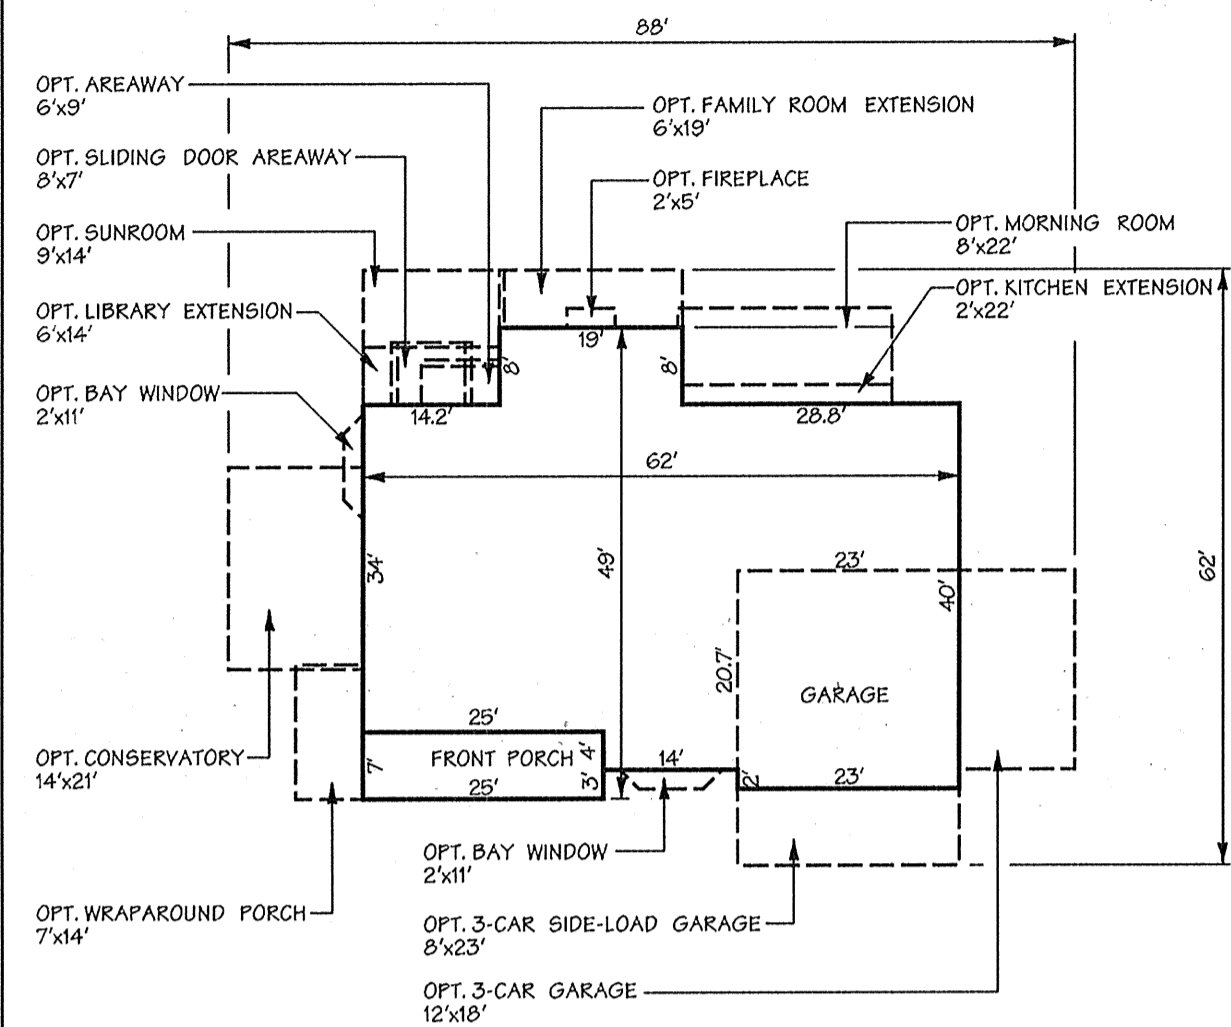 88'
OPT. AREAWAY
6'x9'
OPT. FAMILY ROOM EXTENSION
6'x19'
OPT. SLIDING DOOR AREAWAY
8'x7'
OPT. FIREPLACE
2'x5'
OPT. SUNROOM
9'x14'
OPT. MORNING ROOM
8'x22'
OPT. LIBRARY EXTENSION
6'x14'
OPT. KITCHEN EXTENSION
2'x22'
19'
8'
8'
OPT. BAY WINDOW
2'x11'
14.2'
28.8'
62'
34'
49'
23'
40'
62'
20.7'
GARAGE
25'
FRONT PORCH
7'
4'
14'
25'
3'
2'
23'
OPT. CONSERVATORY
14'x21'
OPT. BAY WINDOW
2'x11'
OPT. WRAPAROUND PORCH
7'x14'
OPT. 3-CAR SIDE-LOAD GARAGE
8'x23'
OPT. 3-CAR GARAGE
12'x18'